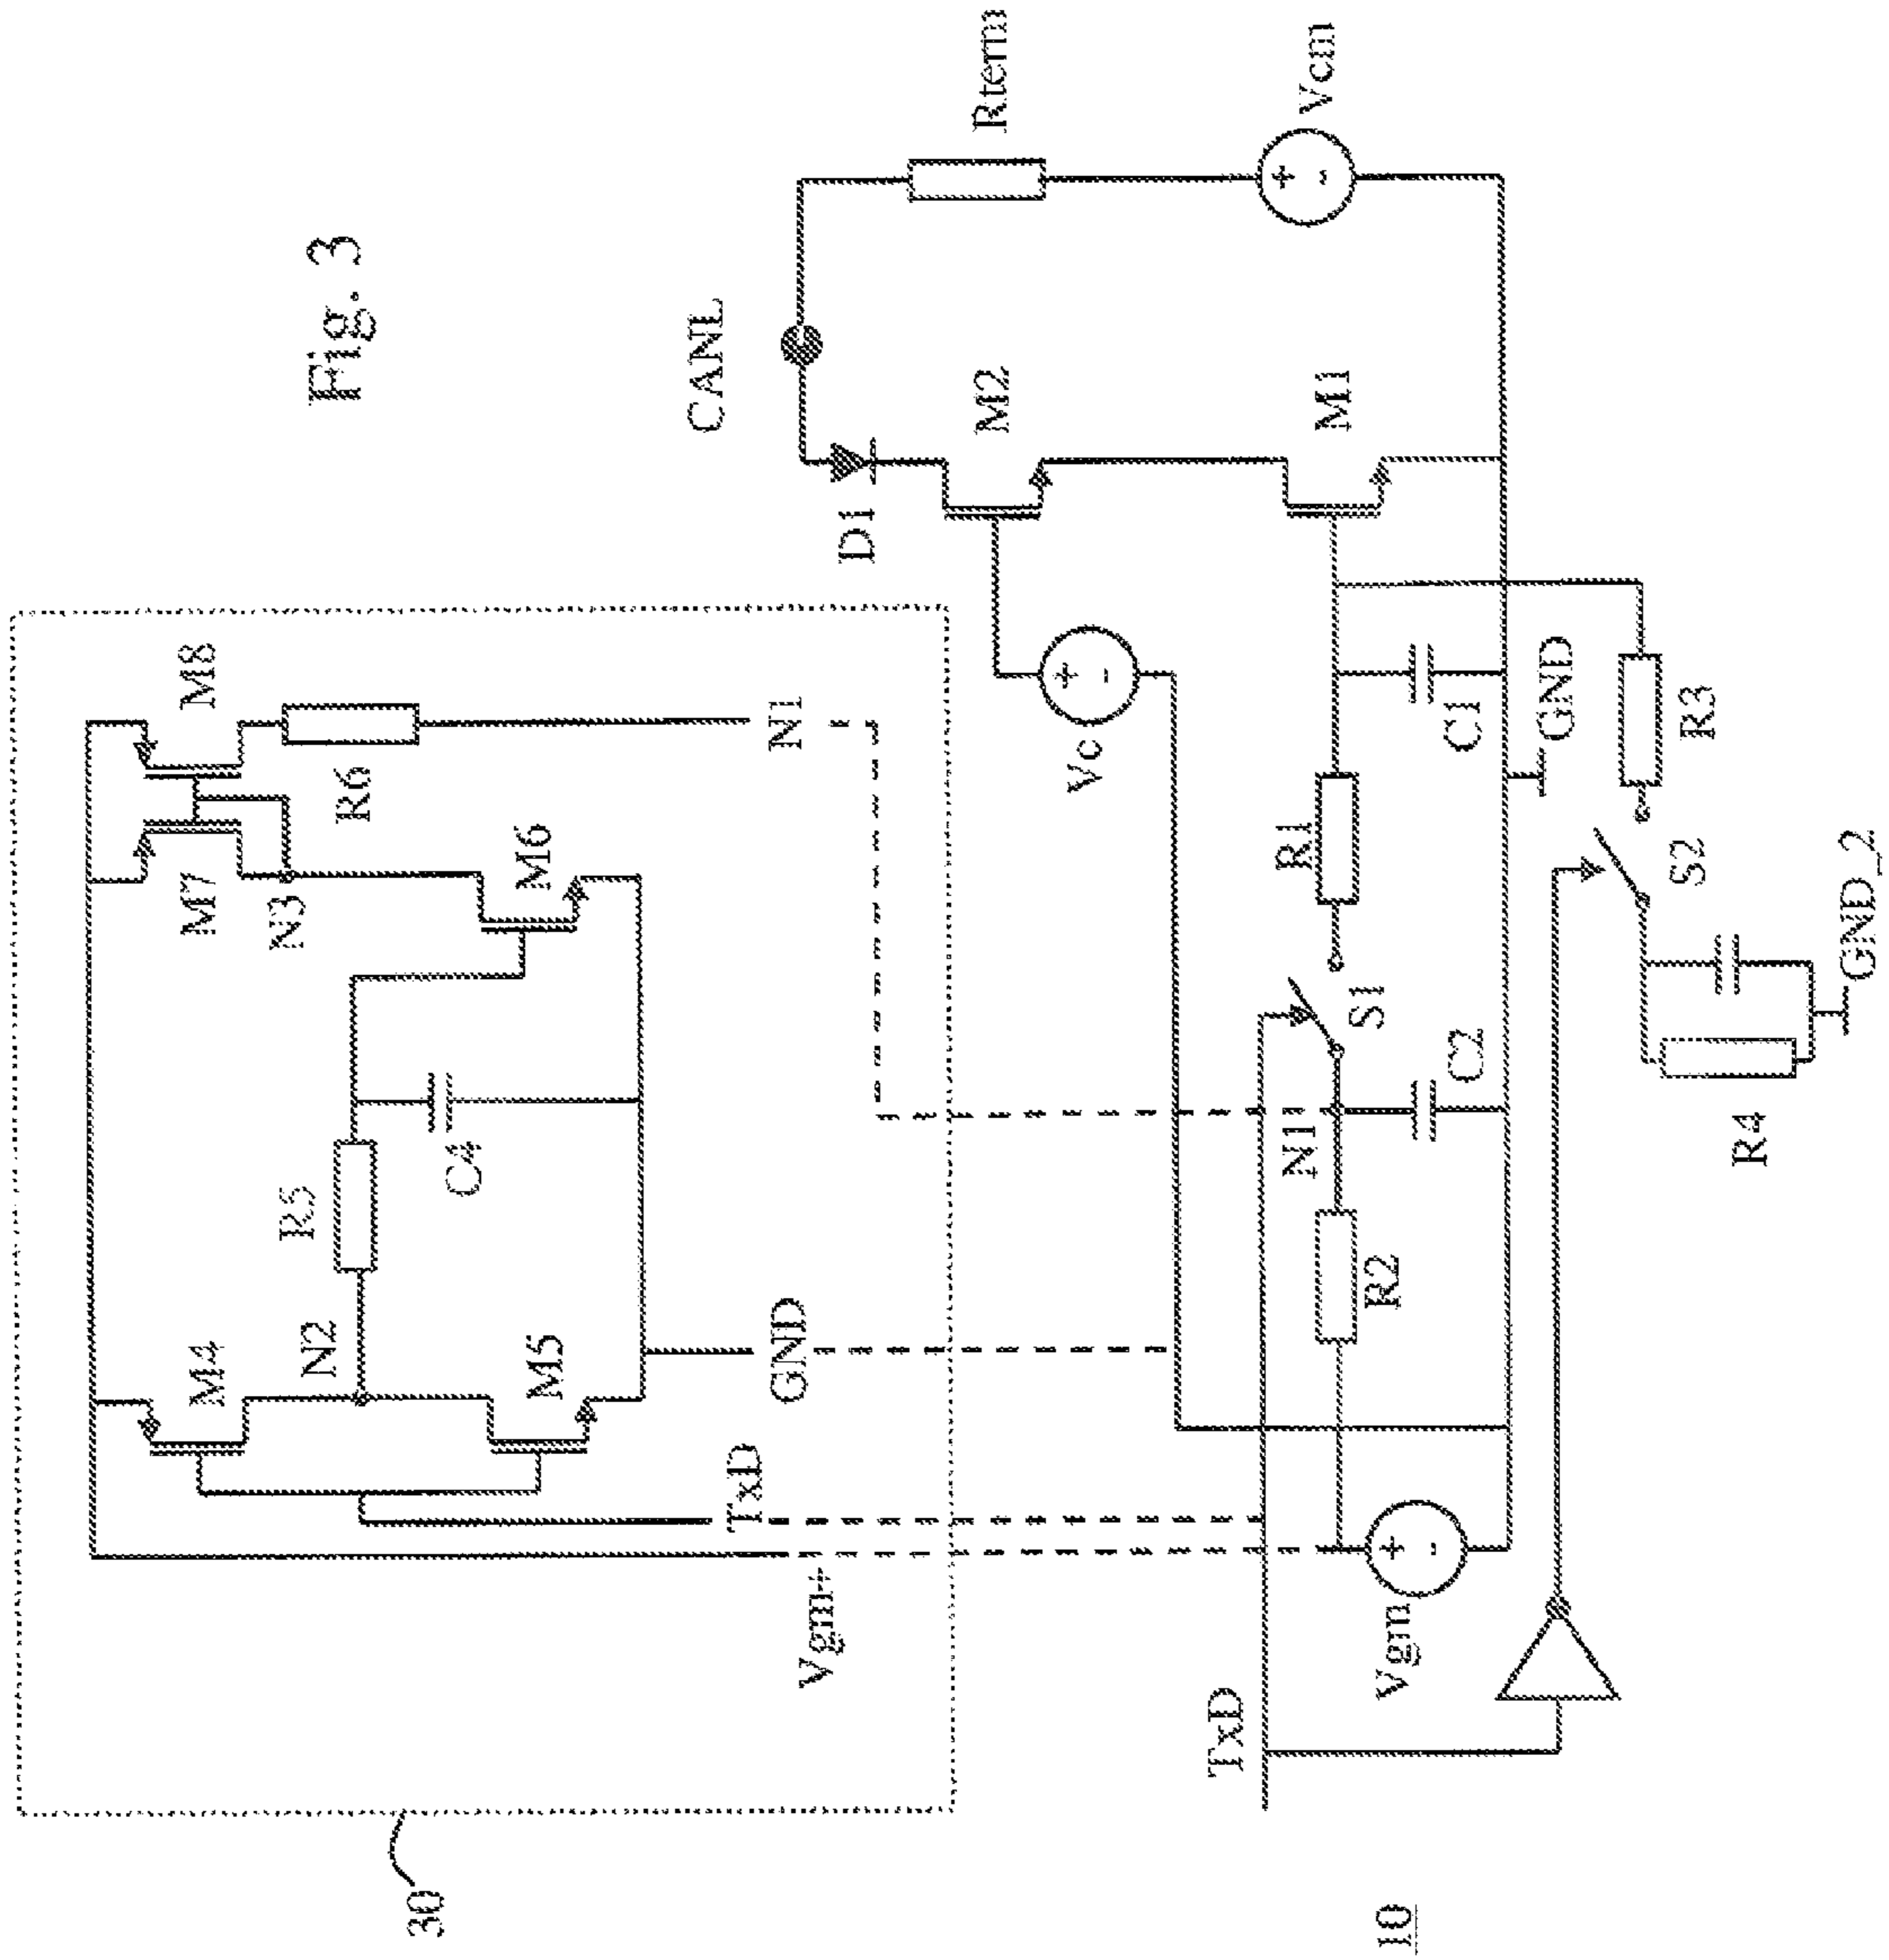 Fig. 3
30
M4
N2
M5
R5
C4
M7
M8
N3
R6
M6
Vgm+
TxD
GND
N1
CANL
D1
M2
Rterm
Vc
M1
Vcm
TxD
Vgm
R2
N1
C2
S1
R1
C1
GND
S2
R3
R4
GND_2
+
-
+
-
+
-
10